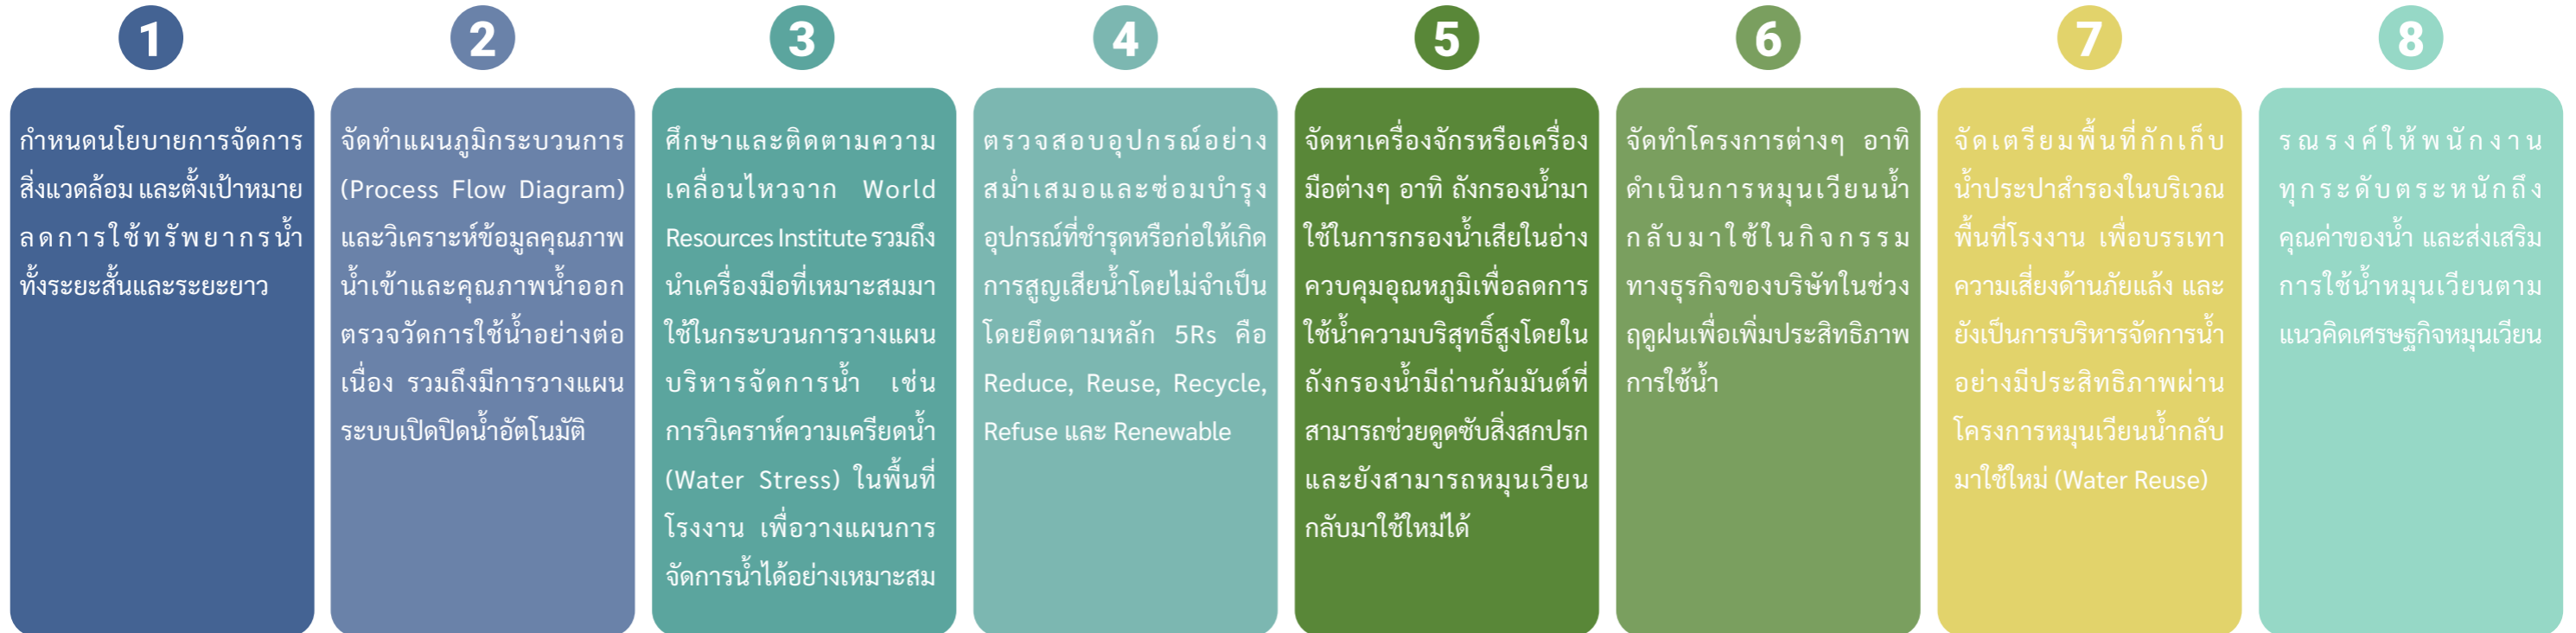 1
กำหนดนโยบายการจัดการ
สิ่งแวดล้อม และตั้งเป้าหมาย
ลดการใช้ทรัพยากรน้ำ
ทั้งระยะสั้นและระยะยาว
2
จัดทำแผนภูมิกระบวนการ
(Process Flow Diagram)
และวิเคราะห์ข้อมูลคุณภาพ
น้ำเข้าและคุณภาพน้ำออก
ตรวจวัดการใช้น้ำอย่างต่อ
เนื่อง รวมถึงมีการวางแผน
ระบบเปิดปิดน้ำอัตโนมัติ
3
ศึกษาและติดตามความ
เคลื่อนไหวจาก World
Resources Institute รวมถึง
นำเครื่องมือที่เหมาะสมมา
ใช้ในกระบวนการวางแผน
บริหารจัดการน้ำ เช่น
การวิเคราะห์ความเครียดน้ำ
(Water Stress) ในพื้นที่
โรงงาน เพื่อวางแผนการ
จัดการน้ำได้อย่างเหมาะสม
4
ตรวจสอบอุปกรณ์อย่าง
สม่ำเสมอและซ่อมบำรุง
อุปกรณ์ที่ชำรุดหรือก่อให้เกิด
การสูญเสียน้ำโดยไม่จำเป็น
โดยยึดตามหลัก 5Rs คือ
Reduce, Reuse, Recycle,
Refuse และ Renewable
5
จัดหาเครื่องจักรหรือเครื่อง
มือต่างๆ อาทิ ถังกรองน้ำมา
ใช้ในการกรองน้ำเสียในอ่าง
ควบคุมอุณหภูมิเพื่อลดการ
ใช้น้ำความบริสุทธิ์สูงโดยใน
ถังกรองน้ำมีถ่านกัมมันต์ที่
สามารถช่วยดูดซับสิ่งสกปรก
และยังสามารถหมุนเวียน
กลับมาใช้ใหม่ได้
6
จัดทำโครงการต่างๆ อาทิ
ดำเนินการหมุนเวียนน้ำ
กลับมาใช้ในกิจกรรม
ทางธุรกิจของบริษัทในช่วง
ฤดูฝนเพื่อเพิ่มประสิทธิภาพ
การใช้น้ำ
7
จัดเตรียมพื้นที่กักเก็บ
น้ำประปาสำรองในบริเวณ
พื้นที่โรงงาน เพื่อบรรเทา
ความเสี่ยงด้านภัยแล้ง และ
ยังเป็นการบริหารจัดการน้ำ
อย่างมีประสิทธิภาพผ่าน
โครงการหมุนเวียนน้ำกลับ
มาใช้ใหม่ (Water Reuse)
8
รณรงค์ให้พนักงาน
ทุกระดับตระหนักถึง
คุณค่าของน้ำ และส่งเสริม
การใช้น้ำหมุนเวียนตาม
แนวคิดเศรษฐกิจหมุนเวียน